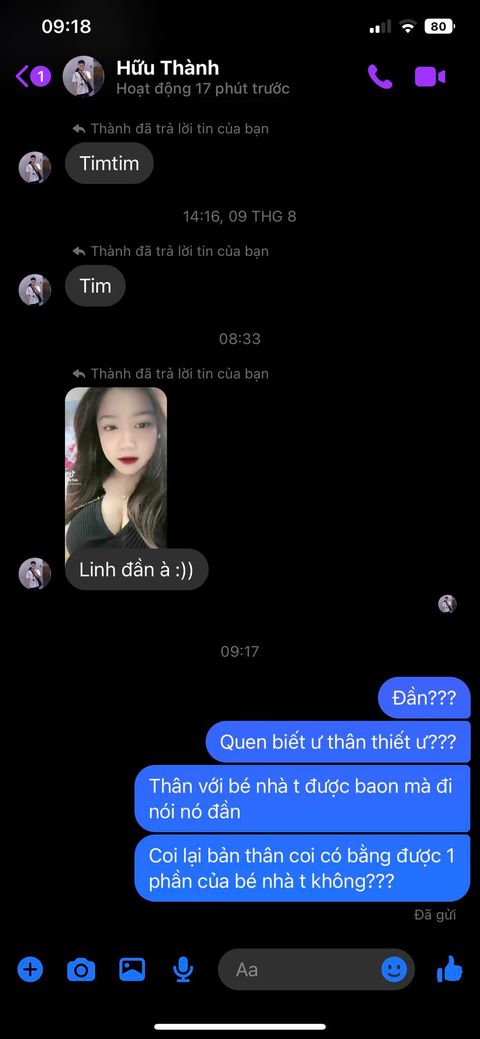 09:18
80
1
Hữu Thành
Hoạt động 17 phút trước
Thành đã trả lời tin của bạn
Timtim
14:16, 09 THG 8
Thành đã trả lời tin của bạn
Tim
08:33
Thành đã trả lời tin của bạn
Linh đần à :))
09:17
Đần???
Quen biết ư thân thiết ư???
Thân với bé nhà t được baon mà đi
nói nó đần
Coi lại bản thân coi có bằng được 1
phần của bé nhà t không???
Đã gửi
Aa